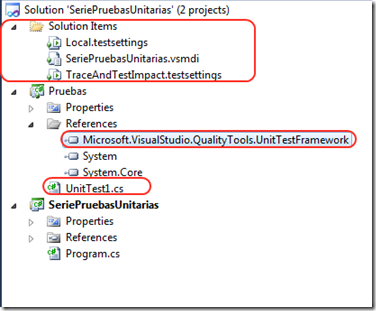 Solution 'SeriePruebasUnitarias' (2 projects)
Solution Items
Local.testsettings
SeriePruebasUnitarias.vsmdi
TraceAndTestImpact.testsettings
Pruebas
Properties
References
Microsoft.VisualStudio.QualityTools.UnitTestFramework
System
System.Core
UnitTest1.cs
SeriePruebasUnitarias
Properties
References
Program.cs